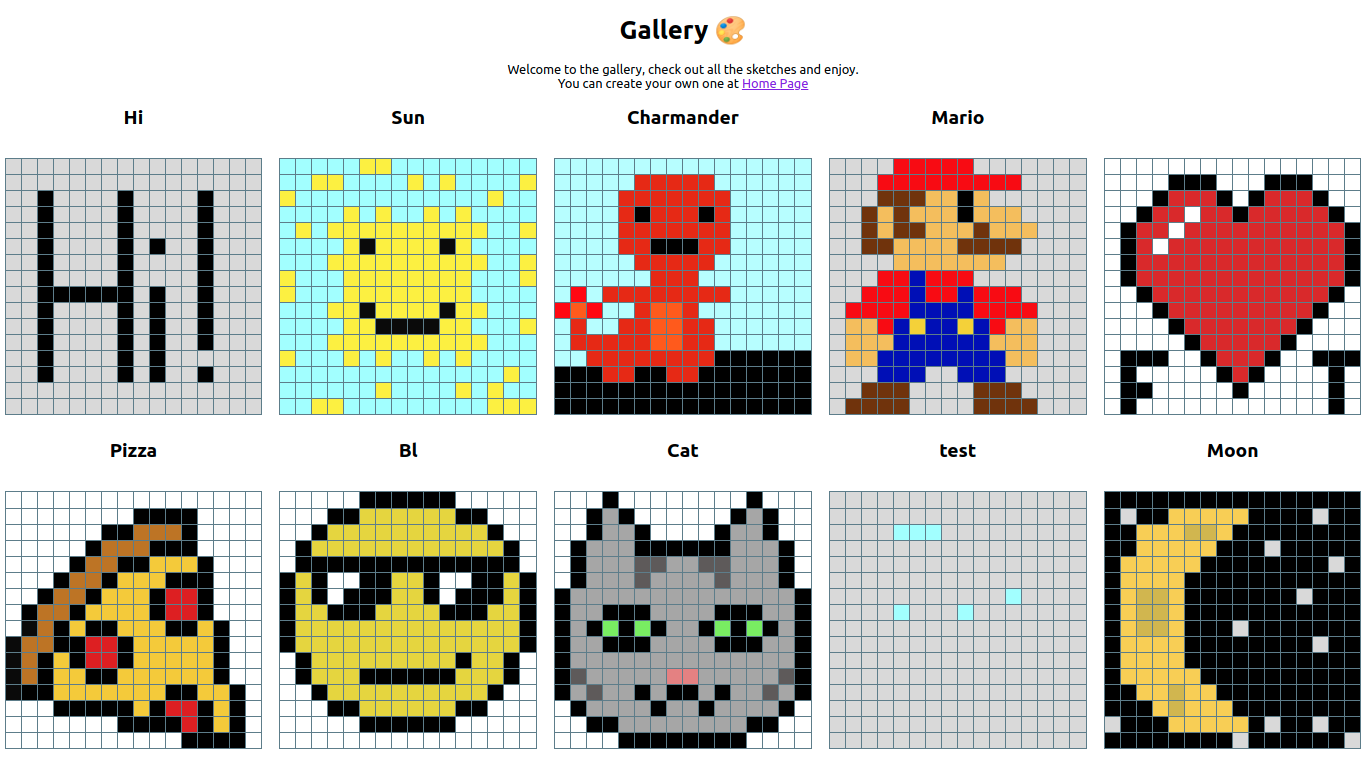 Gallery 🎨
Welcome to the gallery, check out all the sketches and enjoy.
You can create your own one at Home Page
Hi
Sun
Charmander
Mario
Hi!
Pizza
Bl
Cat
test
Moon